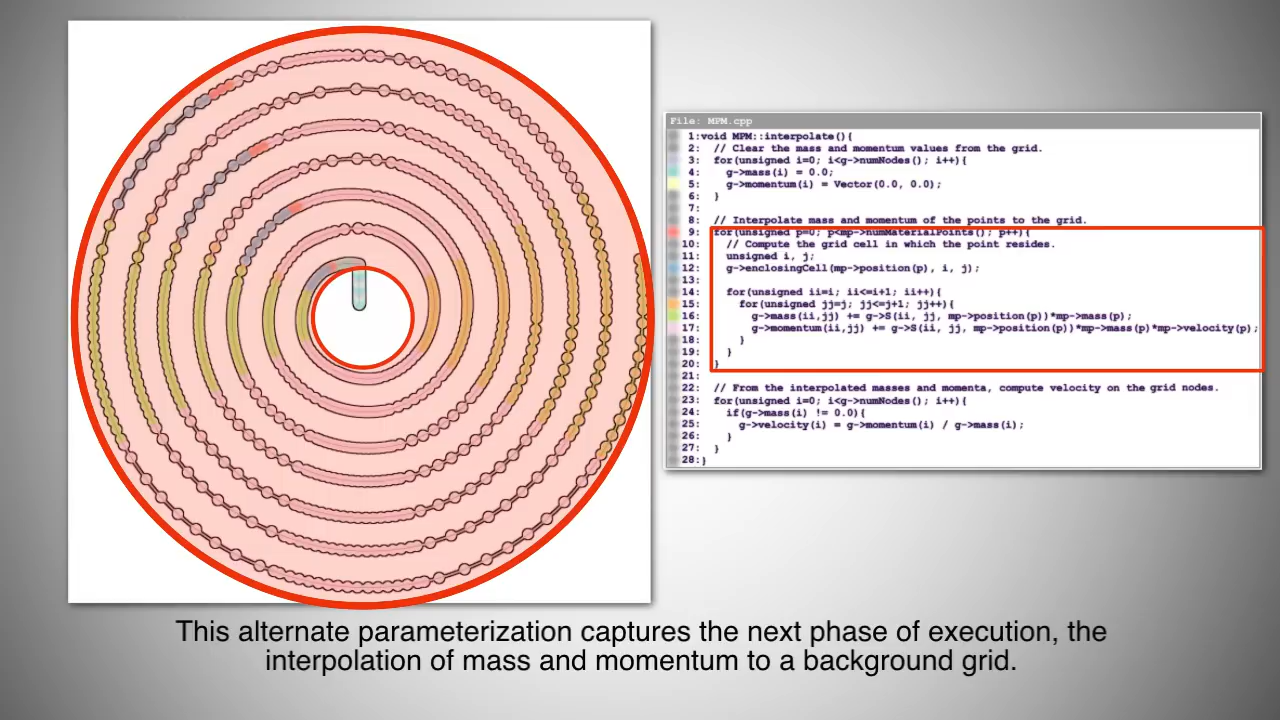 File: MPM.cpp
1:void MPM::interpolate(){
2: // Clear the mass and momentum values from the grid.
3: for(unsigned i=0; i<g->numNodes(); i++){
4: g->mass(i) = 0.0;
5: g->momentum(i) = Vector(0.0, 0.0);
6: }
7:
8: // Interpolate mass and momentum of the points to the grid.
9: for(unsigned p=0; p<mp->numMaterialPoints(); p++){
10: // Compute the grid cell in which the point resides.
11: unsigned i, j;
12: g->enclosingCell(mp->position(p), i, j);
13:
14: for(unsigned ii=i; ii<=i+1; ii++){
15: for(unsigned jj=j; jj<=j+1; jj++){
16: g->mass(ii,jj) += g->S(ii, jj, mp->position(p))*mp->mass(p);
17: g->momentum(ii,jj) += g->S(ii, jj, mp->position(p))*mp->mass(p)*mp->velocity(p);
18: }
19: }
20: }
21:
22: // From the interpolated masses and momenta, compute velocity on the grid nodes.
23: for(unsigned i=0; i<g->numNodes(); i++){
24: if(g->mass(i) != 0.0){
25: g->velocity(i) = g->momentum(i) / g->mass(i);
26: }
27: }
28:}
This alternate parameterization captures the next phase of execution, the
interpolation of mass and momentum to a background grid.